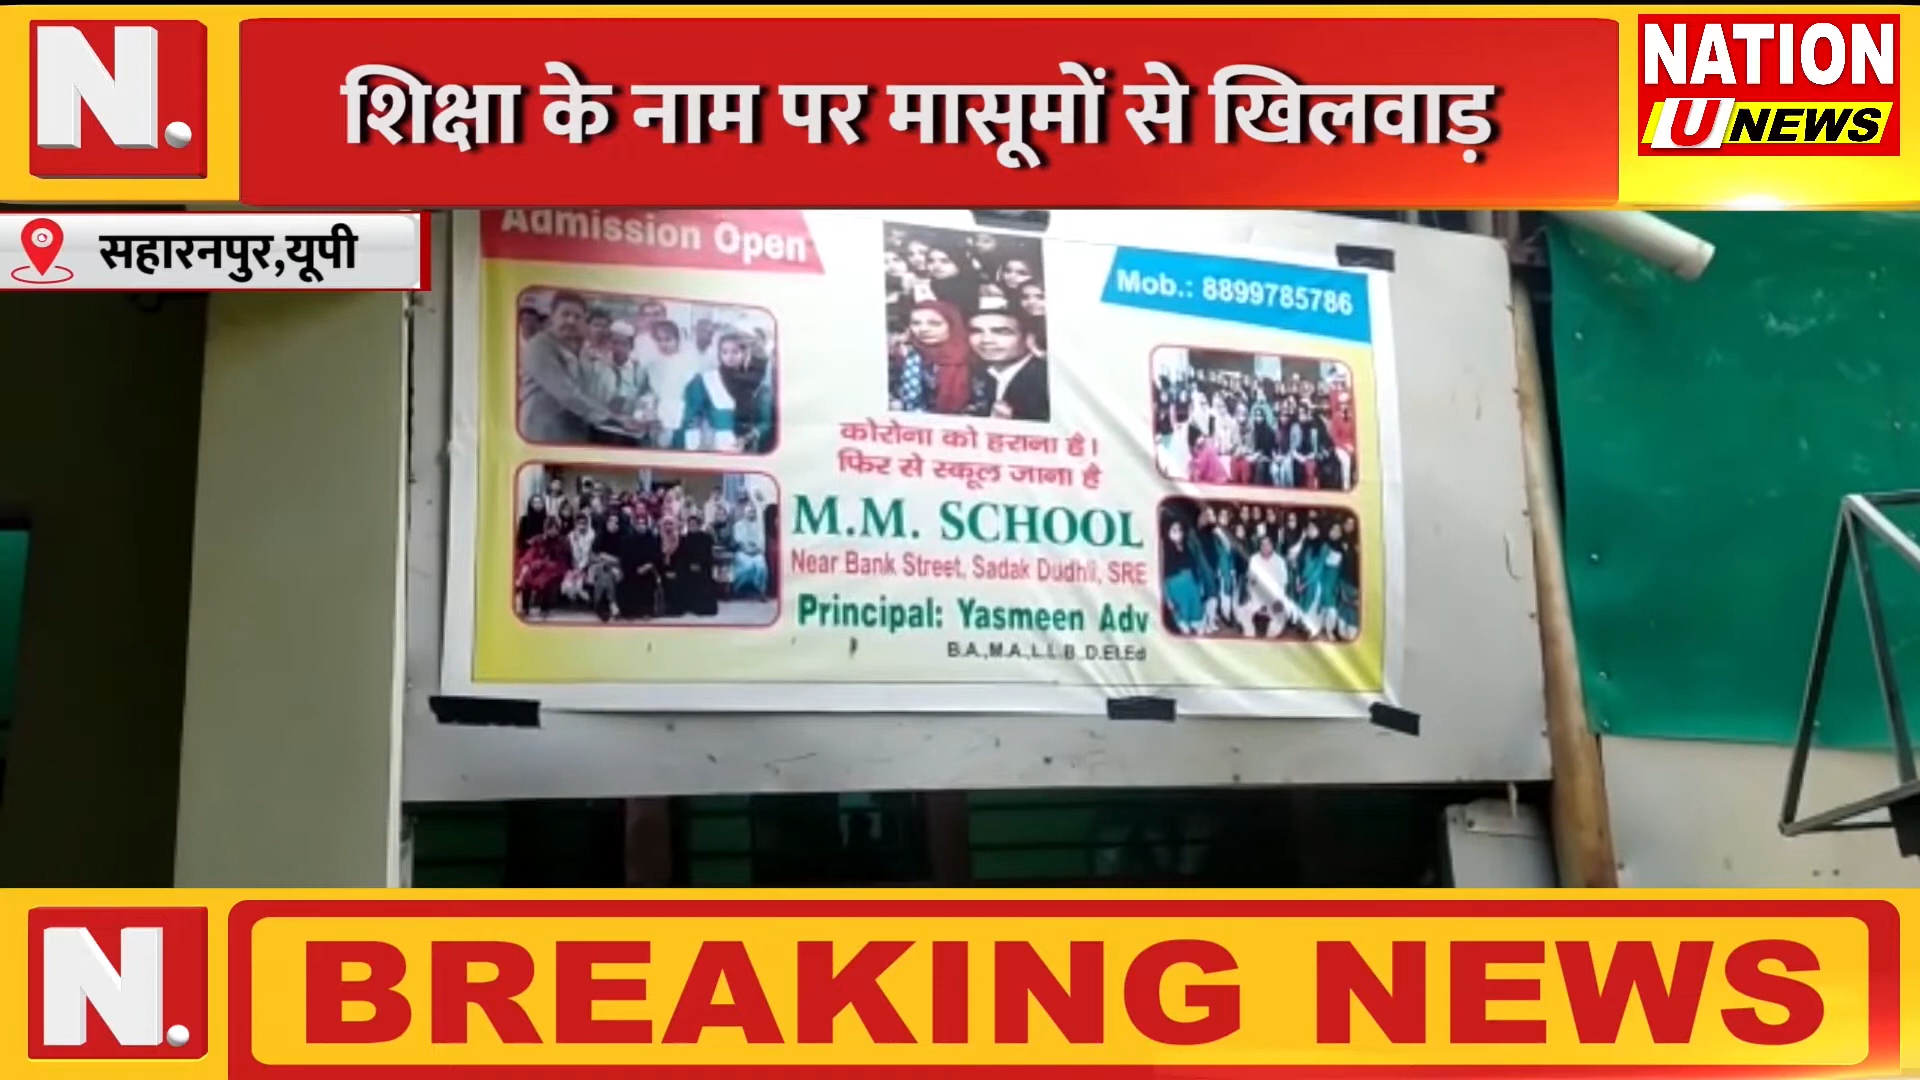 N.
शिक्षा के नाम पर मासूमों से खिलवाड़
NATION
U NEWS
सहारनपुर,यूपी
Admission Open
Mob.: 8899785786
कोरोना को हराना है।
फिर से स्कूल जाना है
M.M. SCHOOL
Near Bank Street, Sadak Dudhli, SRE
Principal: Yasmeen Adv
B.A.,M.A.,L.L.B.,D.El.Ed
N.
BREAKING NEWS